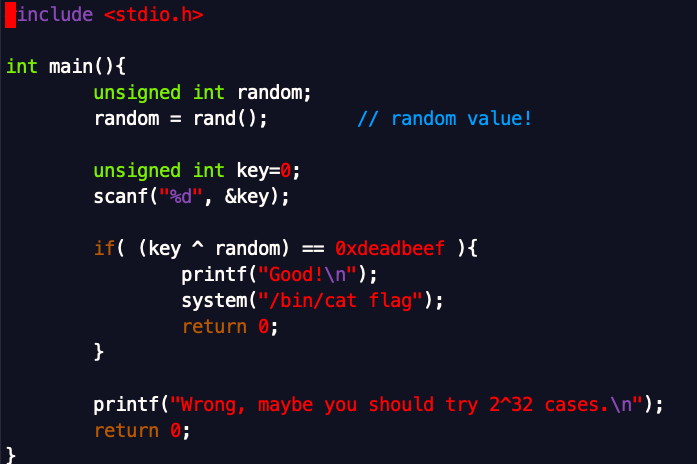 #include <stdio.h>
int main(){
unsigned int random;
random = rand(); // random value!
unsigned int key=0;
scanf("%d", &key);
if( (key ^ random) == 0xdeadbeef ){
printf("Good!\n");
system("/bin/cat flag");
return 0;
}
printf("Wrong, maybe you should try 2^32 cases.\n");
return 0;
}